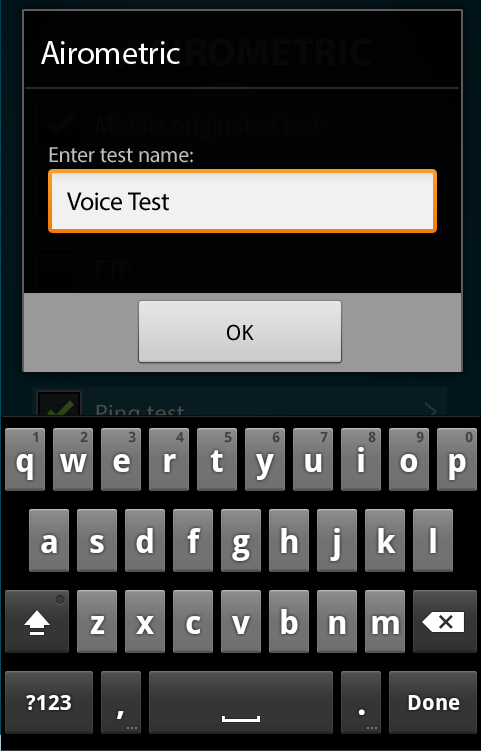 AIROMETRIC
Airometric
Mobile originated test
Enter test name:
Voice Test
FTP
OK
Ping test
1 2 3 4 5 6 7 8 9 0
q w e r t y u i o p
a s d f g h j k l
z x c v b n m
?123 , . Done